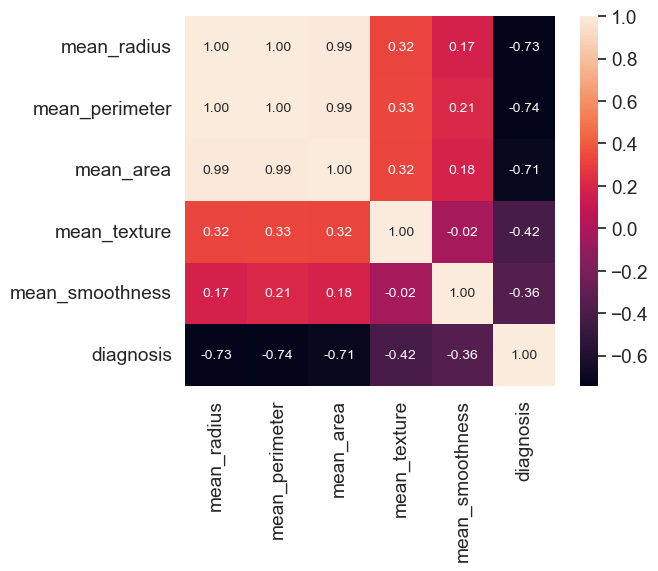 mean_radius 1.00 1.00 0.99 0.32 0.17 -0.73
mean_perimeter 1.00 1.00 0.99 0.33 0.21 -0.74
mean_area 0.99 0.99 1.00 0.32 0.18 -0.71
mean_texture 0.32 0.33 0.32 1.00 -0.02 -0.42
mean_smoothness 0.17 0.21 0.18 -0.02 1.00 -0.36
diagnosis -0.73 -0.74 -0.71 -0.42 -0.36 1.00
mean_radius
mean_perimeter
mean_area
mean_texture
mean_smoothness
diagnosis
1.0
0.8
0.6
0.4
0.2
0.0
−0.2
−0.4
−0.6